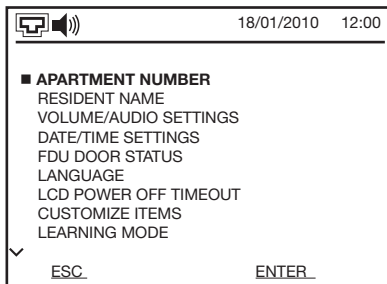 18/01/2010 12:00
APARTMENT NUMBER
RESIDENT NAME
VOLUME/AUDIO SETTINGS
DATE/TIME SETTINGS
FDU DOOR STATUS
LANGUAGE
LCD POWER OFF TIMEOUT
CUSTOMIZE ITEMS
LEARNING MODE
ESC ENTER